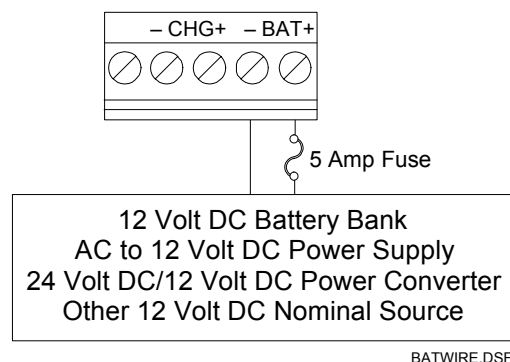 – CHG+ – BAT+
5 Amp Fuse
12 Volt DC Battery Bank
AC to 12 Volt DC Power Supply
24 Volt DC/12 Volt DC Power Converter
Other 12 Volt DC Nominal Source
BATWIRE.DSF